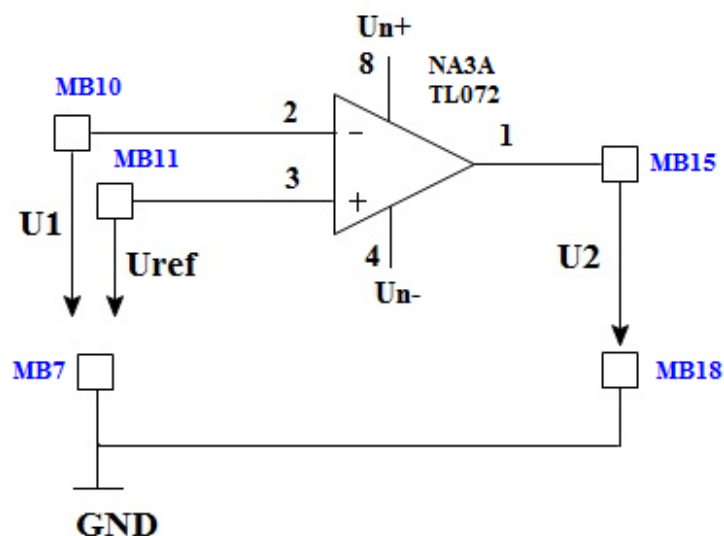 Un+
8
NA3A
TL072
MB10
2
-
1
MB11
MB15
3
+
U1
Uref
4
U2
Un-
MB7
MB18
GND